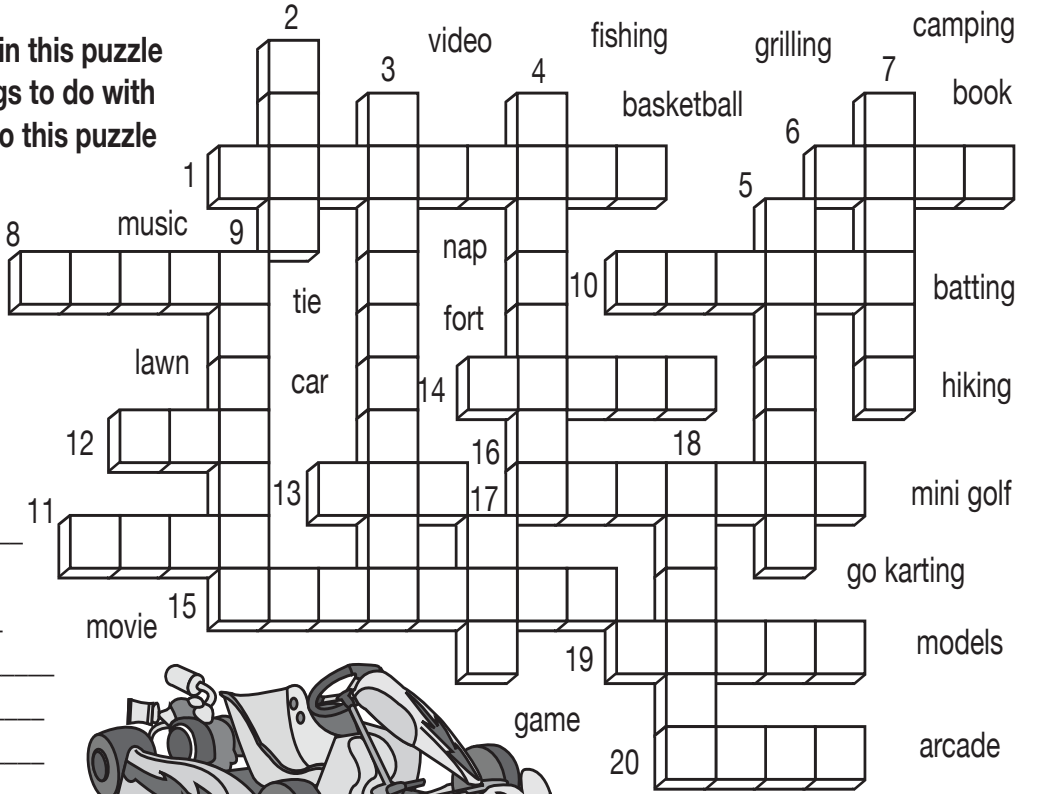 in this puzzle
gs to do with
o this puzzle
2
video
fishing
grilling
camping
3
4
7
book
basketball
6
1
5
music
8
9
nap
10
tie
batting
fort
lawn
car
14
hiking
12
16
18
13
17
mini golf
11
go karting
15
movie
19
models
game
20
arcade